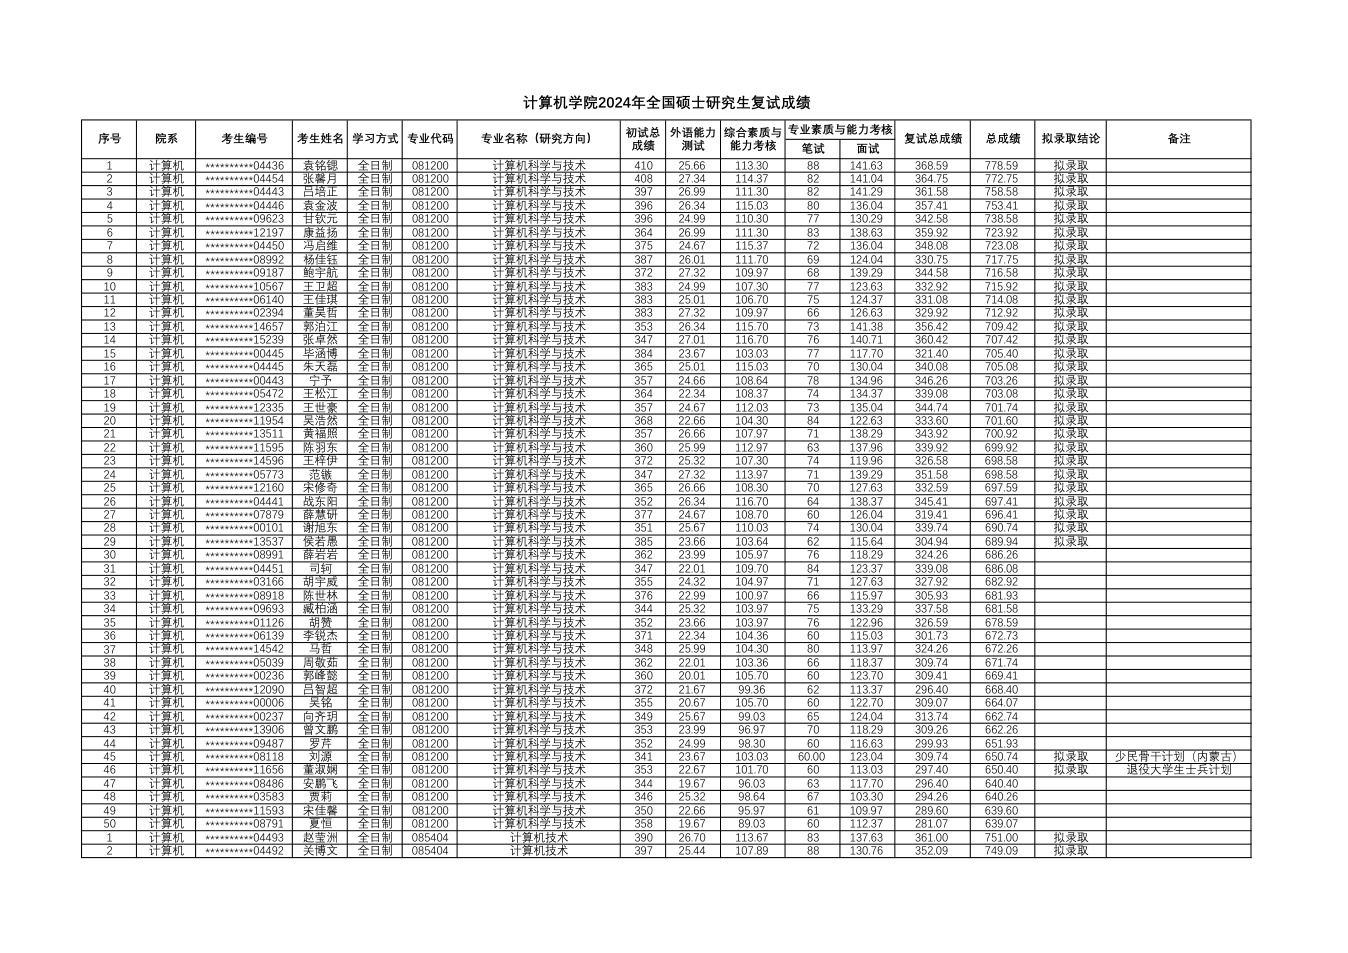 计算机学院2024年全国硕士研究生复试成绩
序号 院系 考生编号 考生姓名 学习方式 专业代码 专业名称（研究方向） 初试总成绩 外语能力测试 综合素质与能力考核 专业素质与能力考核 笔试 面试 复试总成绩 总成绩 拟录取结论 备注
1 计算机 **********04436 袁铭锶 全日制 081200 计算机科学与技术 410 25.66 113.30 88 141.63 368.59 778.59 拟录取
2 计算机 **********04454 张馨月 全日制 081200 计算机科学与技术 408 27.34 114.37 82 141.04 364.75 772.75 拟录取
3 计算机 **********04443 吕培正 全日制 081200 计算机科学与技术 397 26.99 111.30 82 141.29 361.58 758.58 拟录取
4 计算机 **********04446 袁金波 全日制 081200 计算机科学与技术 396 26.34 115.03 80 136.04 357.41 753.41 拟录取
5 计算机 **********09623 甘钦元 全日制 081200 计算机科学与技术 396 24.99 110.30 77 130.29 342.58 738.58 拟录取
6 计算机 **********12197 康益扬 全日制 081200 计算机科学与技术 364 26.99 111.30 83 138.63 359.92 723.92 拟录取
7 计算机 **********04450 冯启维 全日制 081200 计算机科学与技术 375 24.67 115.37 72 136.04 348.08 723.08 拟录取
8 计算机 **********08992 杨佳钰 全日制 081200 计算机科学与技术 387 26.01 111.70 69 124.04 330.75 717.75 拟录取
9 计算机 **********09187 鲍宇航 全日制 081200 计算机科学与技术 372 27.32 109.97 68 139.29 344.58 716.58 拟录取
10 计算机 **********10567 王卫超 全日制 081200 计算机科学与技术 383 24.99 107.30 77 123.63 332.92 715.92 拟录取
11 计算机 **********06140 王佳琪 全日制 081200 计算机科学与技术 383 25.01 106.70 75 124.37 331.08 714.08 拟录取
12 计算机 **********02394 董昊哲 全日制 081200 计算机科学与技术 383 27.32 109.97 66 126.63 329.92 712.92 拟录取
13 计算机 **********14657 郭泊江 全日制 081200 计算机科学与技术 353 26.34 115.70 73 141.38 356.42 709.42 拟录取
14 计算机 **********15239 张卓然 全日制 081200 计算机科学与技术 347 27.01 116.70 76 140.71 360.42 707.42 拟录取
15 计算机 **********00445 毕涵博 全日制 081200 计算机科学与技术 384 23.67 103.03 77 117.70 321.40 705.40 拟录取
16 计算机 **********04445 朱天磊 全日制 081200 计算机科学与技术 365 25.01 115.03 70 130.04 340.08 705.08 拟录取
17 计算机 **********00443 宁予 全日制 081200 计算机科学与技术 357 24.66 108.64 78 134.96 346.26 703.26 拟录取
18 计算机 **********05472 王松江 全日制 081200 计算机科学与技术 364 22.34 108.37 74 134.37 339.08 703.08 拟录取
19 计算机 **********12335 王世豪 全日制 081200 计算机科学与技术 357 24.67 112.03 73 135.04 344.74 701.74 拟录取
20 计算机 **********11954 吴浩然 全日制 081200 计算机科学与技术 368 22.66 104.30 84 122.63 333.60 701.60 拟录取
21 计算机 **********13511 黄福照 全日制 081200 计算机科学与技术 357 26.66 107.97 71 138.29 343.92 700.92 拟录取
22 计算机 **********11595 陈羽东 全日制 081200 计算机科学与技术 360 25.99 112.97 63 137.96 339.92 699.92 拟录取
23 计算机 **********14596 王梓伊 全日制 081200 计算机科学与技术 372 25.32 107.30 74 119.96 326.58 698.58 拟录取
24 计算机 **********05773 范镞 全日制 081200 计算机科学与技术 347 27.32 113.97 71 139.29 351.58 698.58 拟录取
25 计算机 **********12160 宋修奇 全日制 081200 计算机科学与技术 365 26.66 108.30 70 127.63 332.59 697.59 拟录取
26 计算机 **********04441 战东阳 全日制 081200 计算机科学与技术 352 26.34 116.70 64 138.37 345.41 697.41 拟录取
27 计算机 **********07879 薛慧研 全日制 081200 计算机科学与技术 377 24.67 108.70 60 126.04 319.41 696.41 拟录取
28 计算机 **********00101 谢旭东 全日制 081200 计算机科学与技术 351 25.67 110.03 74 130.04 339.74 690.74 拟录取
29 计算机 **********13537 侯若愚 全日制 081200 计算机科学与技术 385 23.66 103.64 62 115.64 304.94 689.94 拟录取
30 计算机 **********08991 薛岩岩 全日制 081200 计算机科学与技术 362 23.99 105.97 76 118.29 324.26 686.26
31 计算机 **********04451 司轲 全日制 081200 计算机科学与技术 347 22.01 109.70 84 123.37 339.08 686.08
32 计算机 **********03166 胡宇威 全日制 081200 计算机科学与技术 355 24.32 104.97 71 127.63 327.92 682.92
33 计算机 **********08918 陈世林 全日制 081200 计算机科学与技术 376 22.99 100.97 66 115.97 305.93 681.93
34 计算机 **********09693 臧柏涵 全日制 081200 计算机科学与技术 344 25.32 103.97 75 133.29 337.58 681.58
35 计算机 **********01126 胡赞 全日制 081200 计算机科学与技术 352 23.66 103.97 76 122.96 326.59 678.59
36 计算机 **********06139 李锐杰 全日制 081200 计算机科学与技术 371 22.34 104.36 60 115.03 301.73 672.73
37 计算机 **********14542 马哲 全日制 081200 计算机科学与技术 348 25.99 104.30 80 113.97 324.26 672.26
38 计算机 **********05039 周敬茹 全日制 081200 计算机科学与技术 362 22.01 103.36 66 118.37 309.74 671.74
39 计算机 **********00236 郭峰懿 全日制 081200 计算机科学与技术 360 20.01 105.70 60 123.70 309.41 669.41
40 计算机 **********12090 吕智超 全日制 081200 计算机科学与技术 372 21.67 99.36 62 113.37 296.40 668.40
41 计算机 **********00006 吴铭 全日制 081200 计算机科学与技术 355 20.67 105.70 60 122.70 309.07 664.07
42 计算机 **********00237 向齐玥 全日制 081200 计算机科学与技术 349 25.67 99.03 65 124.04 313.74 662.74
43 计算机 **********13906 曾文鹏 全日制 081200 计算机科学与技术 353 23.99 96.97 70 118.29 309.26 662.26
44 计算机 **********09487 罗芹 全日制 081200 计算机科学与技术 352 24.99 98.30 60 116.63 299.93 651.93
45 计算机 **********08118 刘源 全日制 081200 计算机科学与技术 341 23.67 103.03 60.00 123.04 309.74 650.74 拟录取 少民骨干计划（内蒙古）
46 计算机 **********11656 董淑娴 全日制 081200 计算机科学与技术 353 22.67 101.70 60 113.03 297.40 650.40 拟录取 退役大学生士兵计划
47 计算机 **********08486 安鹏飞 全日制 081200 计算机科学与技术 344 19.67 96.03 63 117.70 296.40 640.40
48 计算机 **********03583 贾莉 全日制 081200 计算机科学与技术 346 25.32 98.64 67 103.30 294.26 640.26
49 计算机 **********11593 宋佳馨 全日制 081200 计算机科学与技术 350 22.66 95.97 61 109.97 289.60 639.60
50 计算机 **********08791 夏恒 全日制 081200 计算机科学与技术 358 19.67 89.03 60 112.37 281.07 639.07
1 计算机 **********04493 赵莹洲 全日制 085404 计算机技术 390 26.70 113.67 83 137.63 361.00 751.00 拟录取
2 计算机 **********04492 关博文 全日制 085404 计算机技术 397 25.44 107.89 88 130.76 352.09 749.09 拟录取